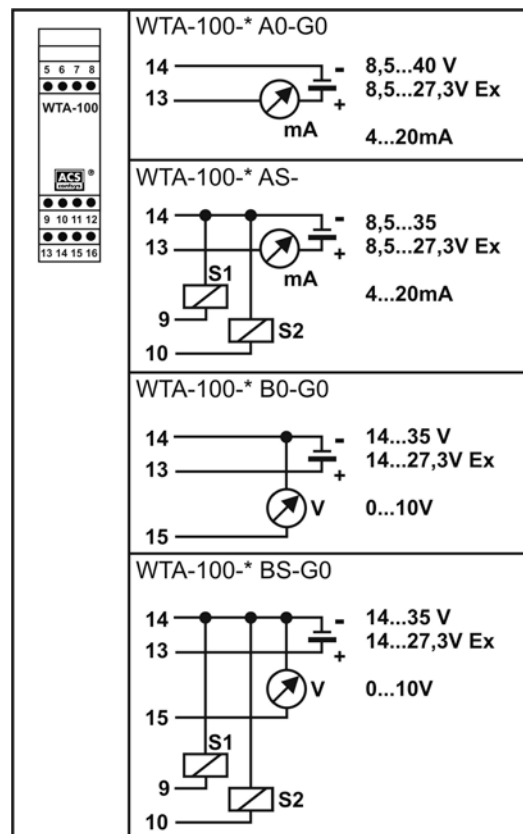 5 6 7 8
WTA-100
ACS ®
contsys
9 10 11 12
13 14 15 16
WTA-100-* A0-G0
14
13
mA
-
+
8,5...40 V
8,5...27,3V Ex
4...20mA
WTA-100-* AS-
14
13
S1
mA
9
S2
10
-
+
8,5...35
8,5...27,3V Ex
4...20mA
WTA-100-* B0-G0
14
13
V
15
-
+
14...35 V
14...27,3V Ex
0...10V
WTA-100-* BS-G0
14
13
V
15
S1
9
S2
10
-
+
14...35 V
14...27,3V Ex
0...10V